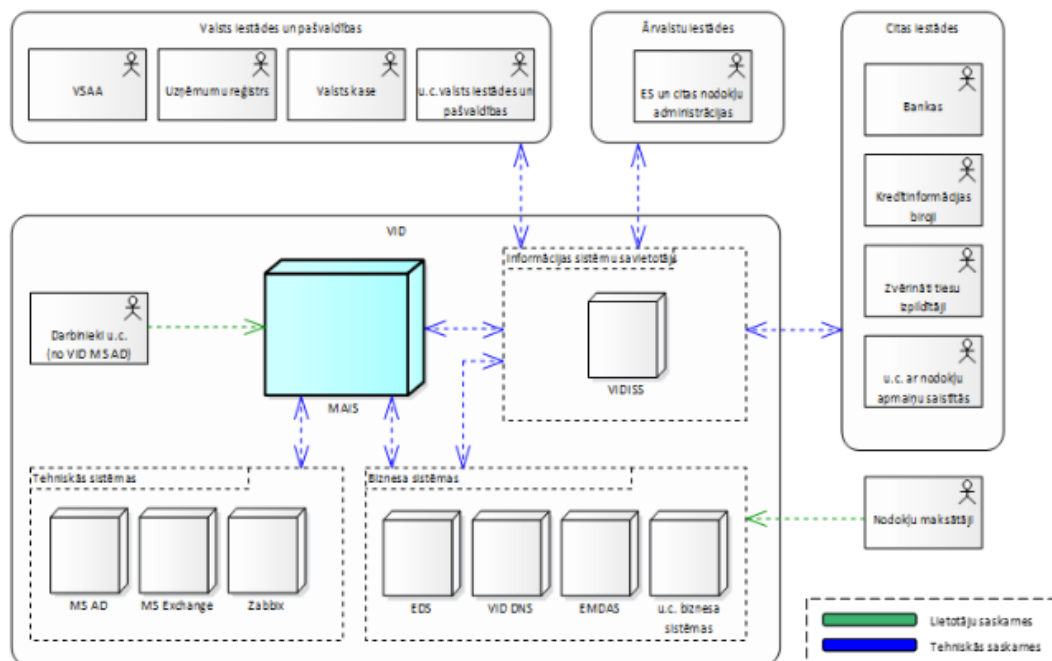 Valsts iestādes un pašvaldības
VSAA
Uzņēmumu reģistrs
Valsts kase
u.c. valsts iestādes un
pašvaldības
Ārvalstu iestādes
ES un citas nodokļu
administrācijas
Citas iestādes
Bankas
Kredītinformācijas
biroji
Zvērināti tiesu
izpildītāji
u.c. ar nodokļu
apmaiņu saistītās
VID
Darbinieki u.c.
(no VID MS AD)
MAIS
Informācijas sistēmu savietotājs
VIDISS
Tehniskās sistēmas
MS AD
MS Exchange
Zabbix
Biznesa sistēmas
EDS
VID DNS
EMDAS
u.c. biznesa
sistēmas
Nodokļu maksātāji
Lietotāju saskarnes
Tehniskās saskarnes